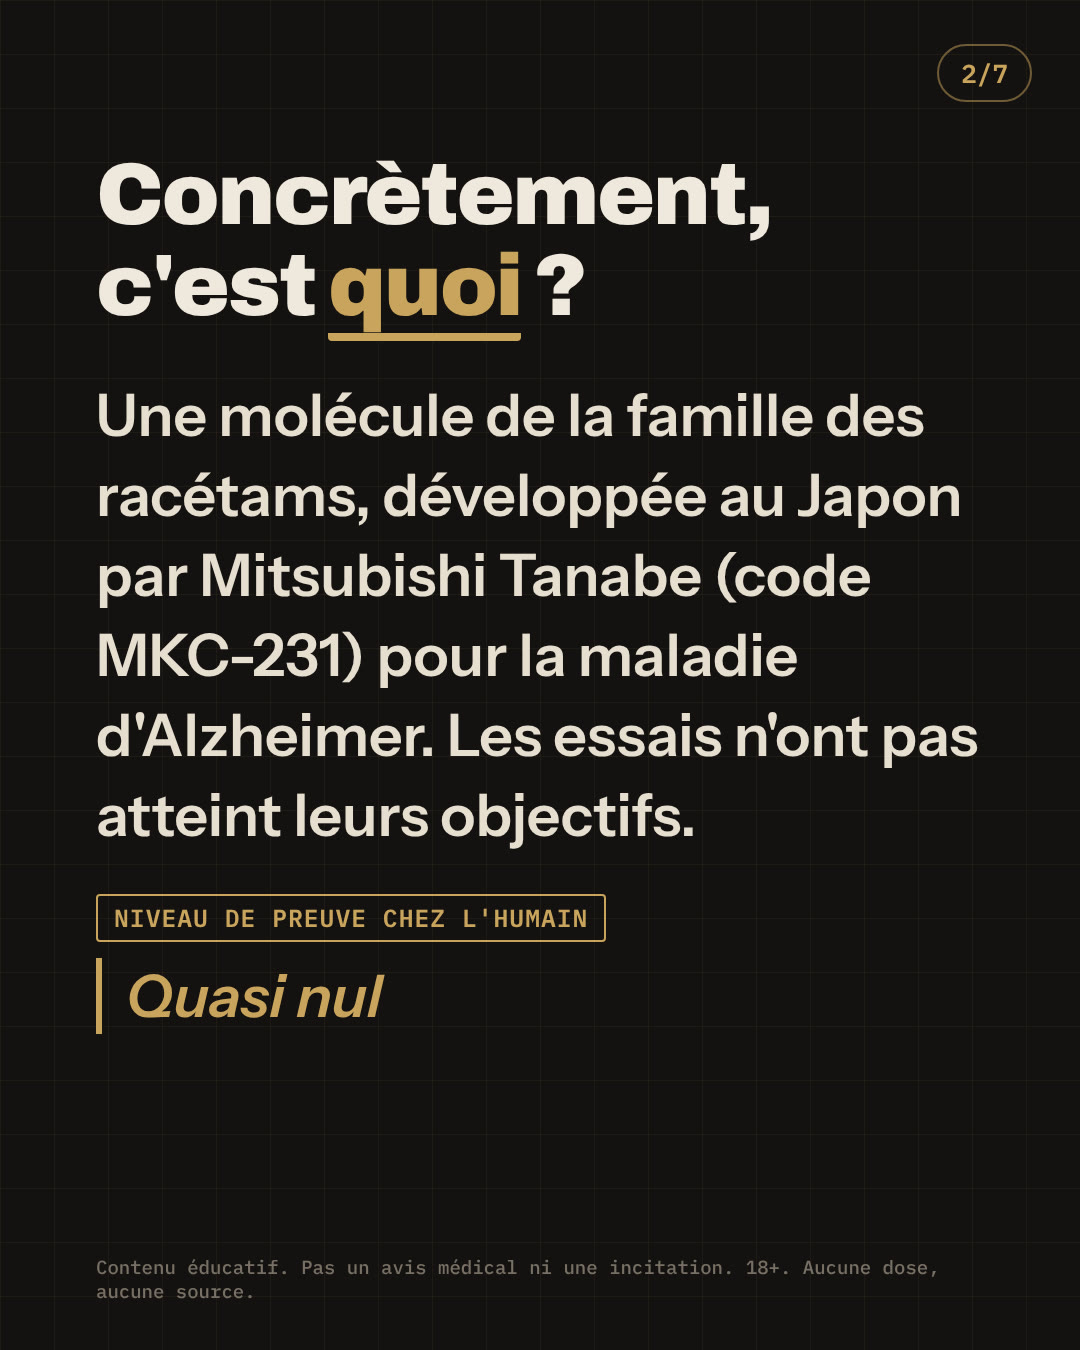 2/7
Concrètement,
c'est quoi ?
Une molécule de la famille des
racétams, développée au Japon
par Mitsubishi Tanabe (code
MKC-231) pour la maladie
d'Alzheimer. Les essais n'ont pas
atteint leurs objectifs.
NIVEAU DE PREUVE CHEZ L'HUMAIN
Quasi nul
Contenu éducatif. Pas un avis médical ni une incitation. 18+. Aucune dose,
aucune source.